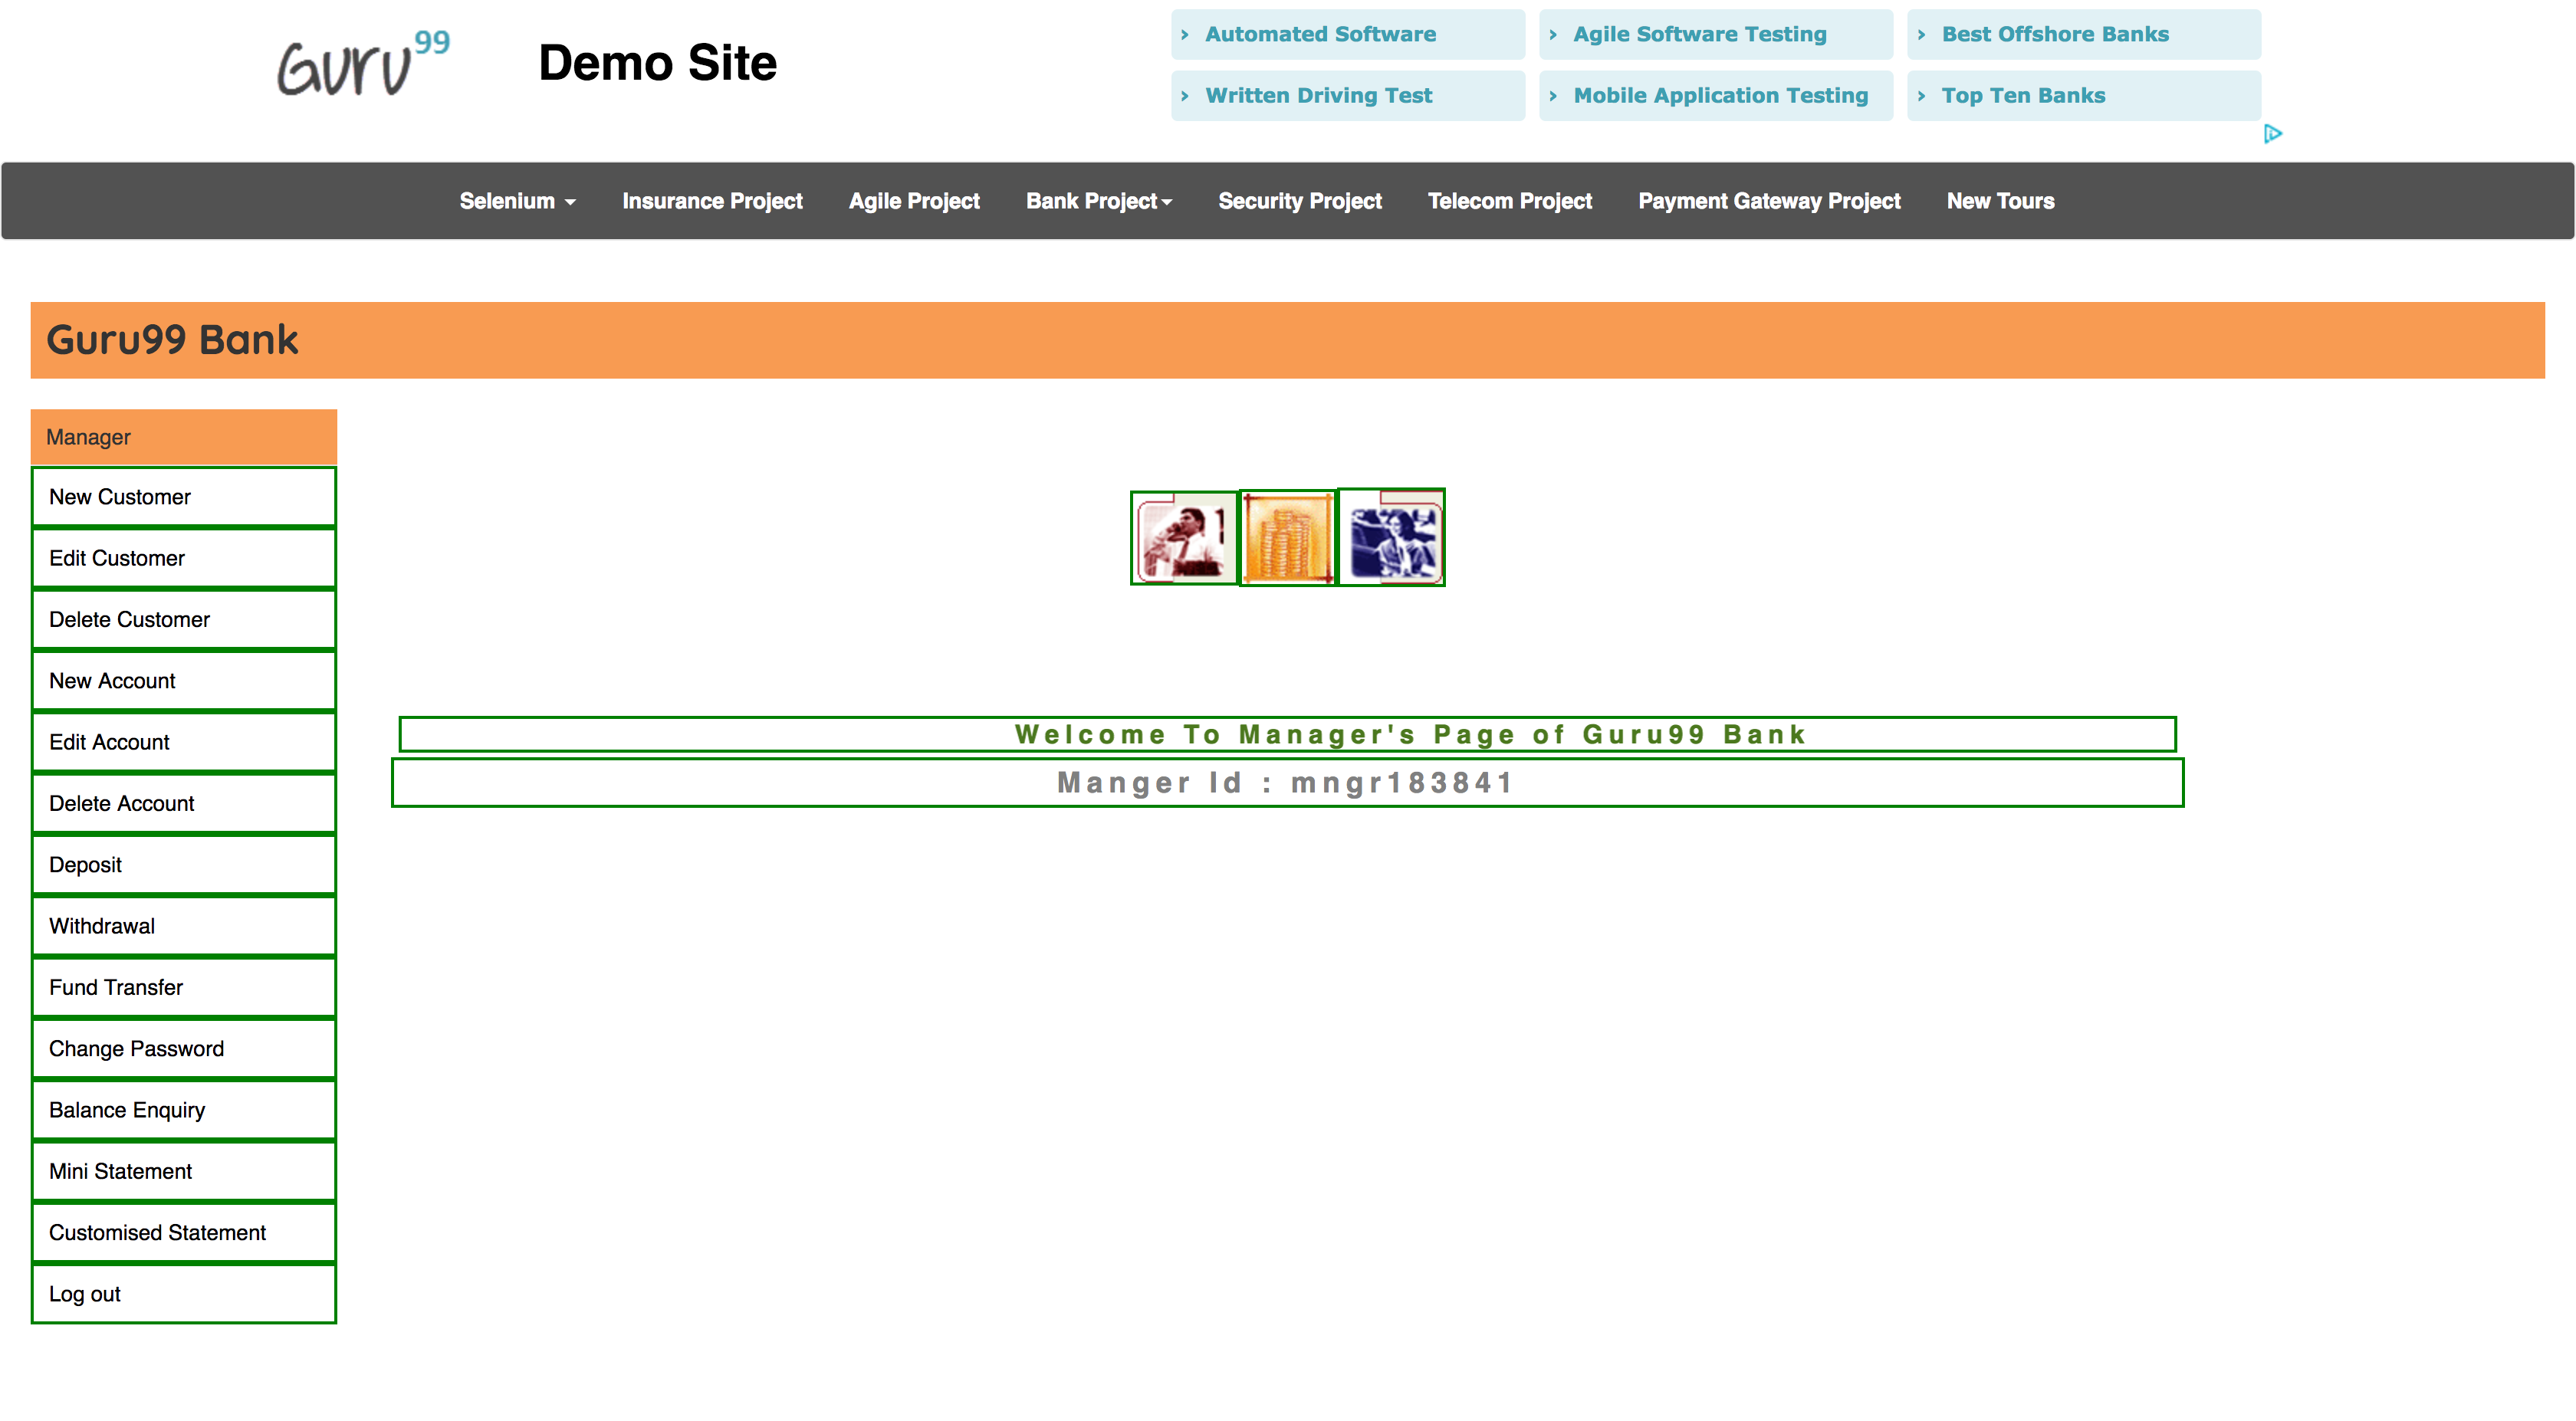 Guru99 Demo Site
› Automated Software › Agile Software Testing › Best Offshore Banks
› Written Driving Test › Mobile Application Testing › Top Ten Banks
Selenium Insurance Project Agile Project Bank Project Security Project Telecom Project Payment Gateway Project New Tours
Guru99 Bank
Manager
New Customer
Edit Customer
Delete Customer
New Account
Edit Account
Delete Account
Deposit
Withdrawal
Fund Transfer
Change Password
Balance Enquiry
Mini Statement
Customised Statement
Log out
Welcome To Manager's Page of Guru99 Bank
Manger Id : mngr183841